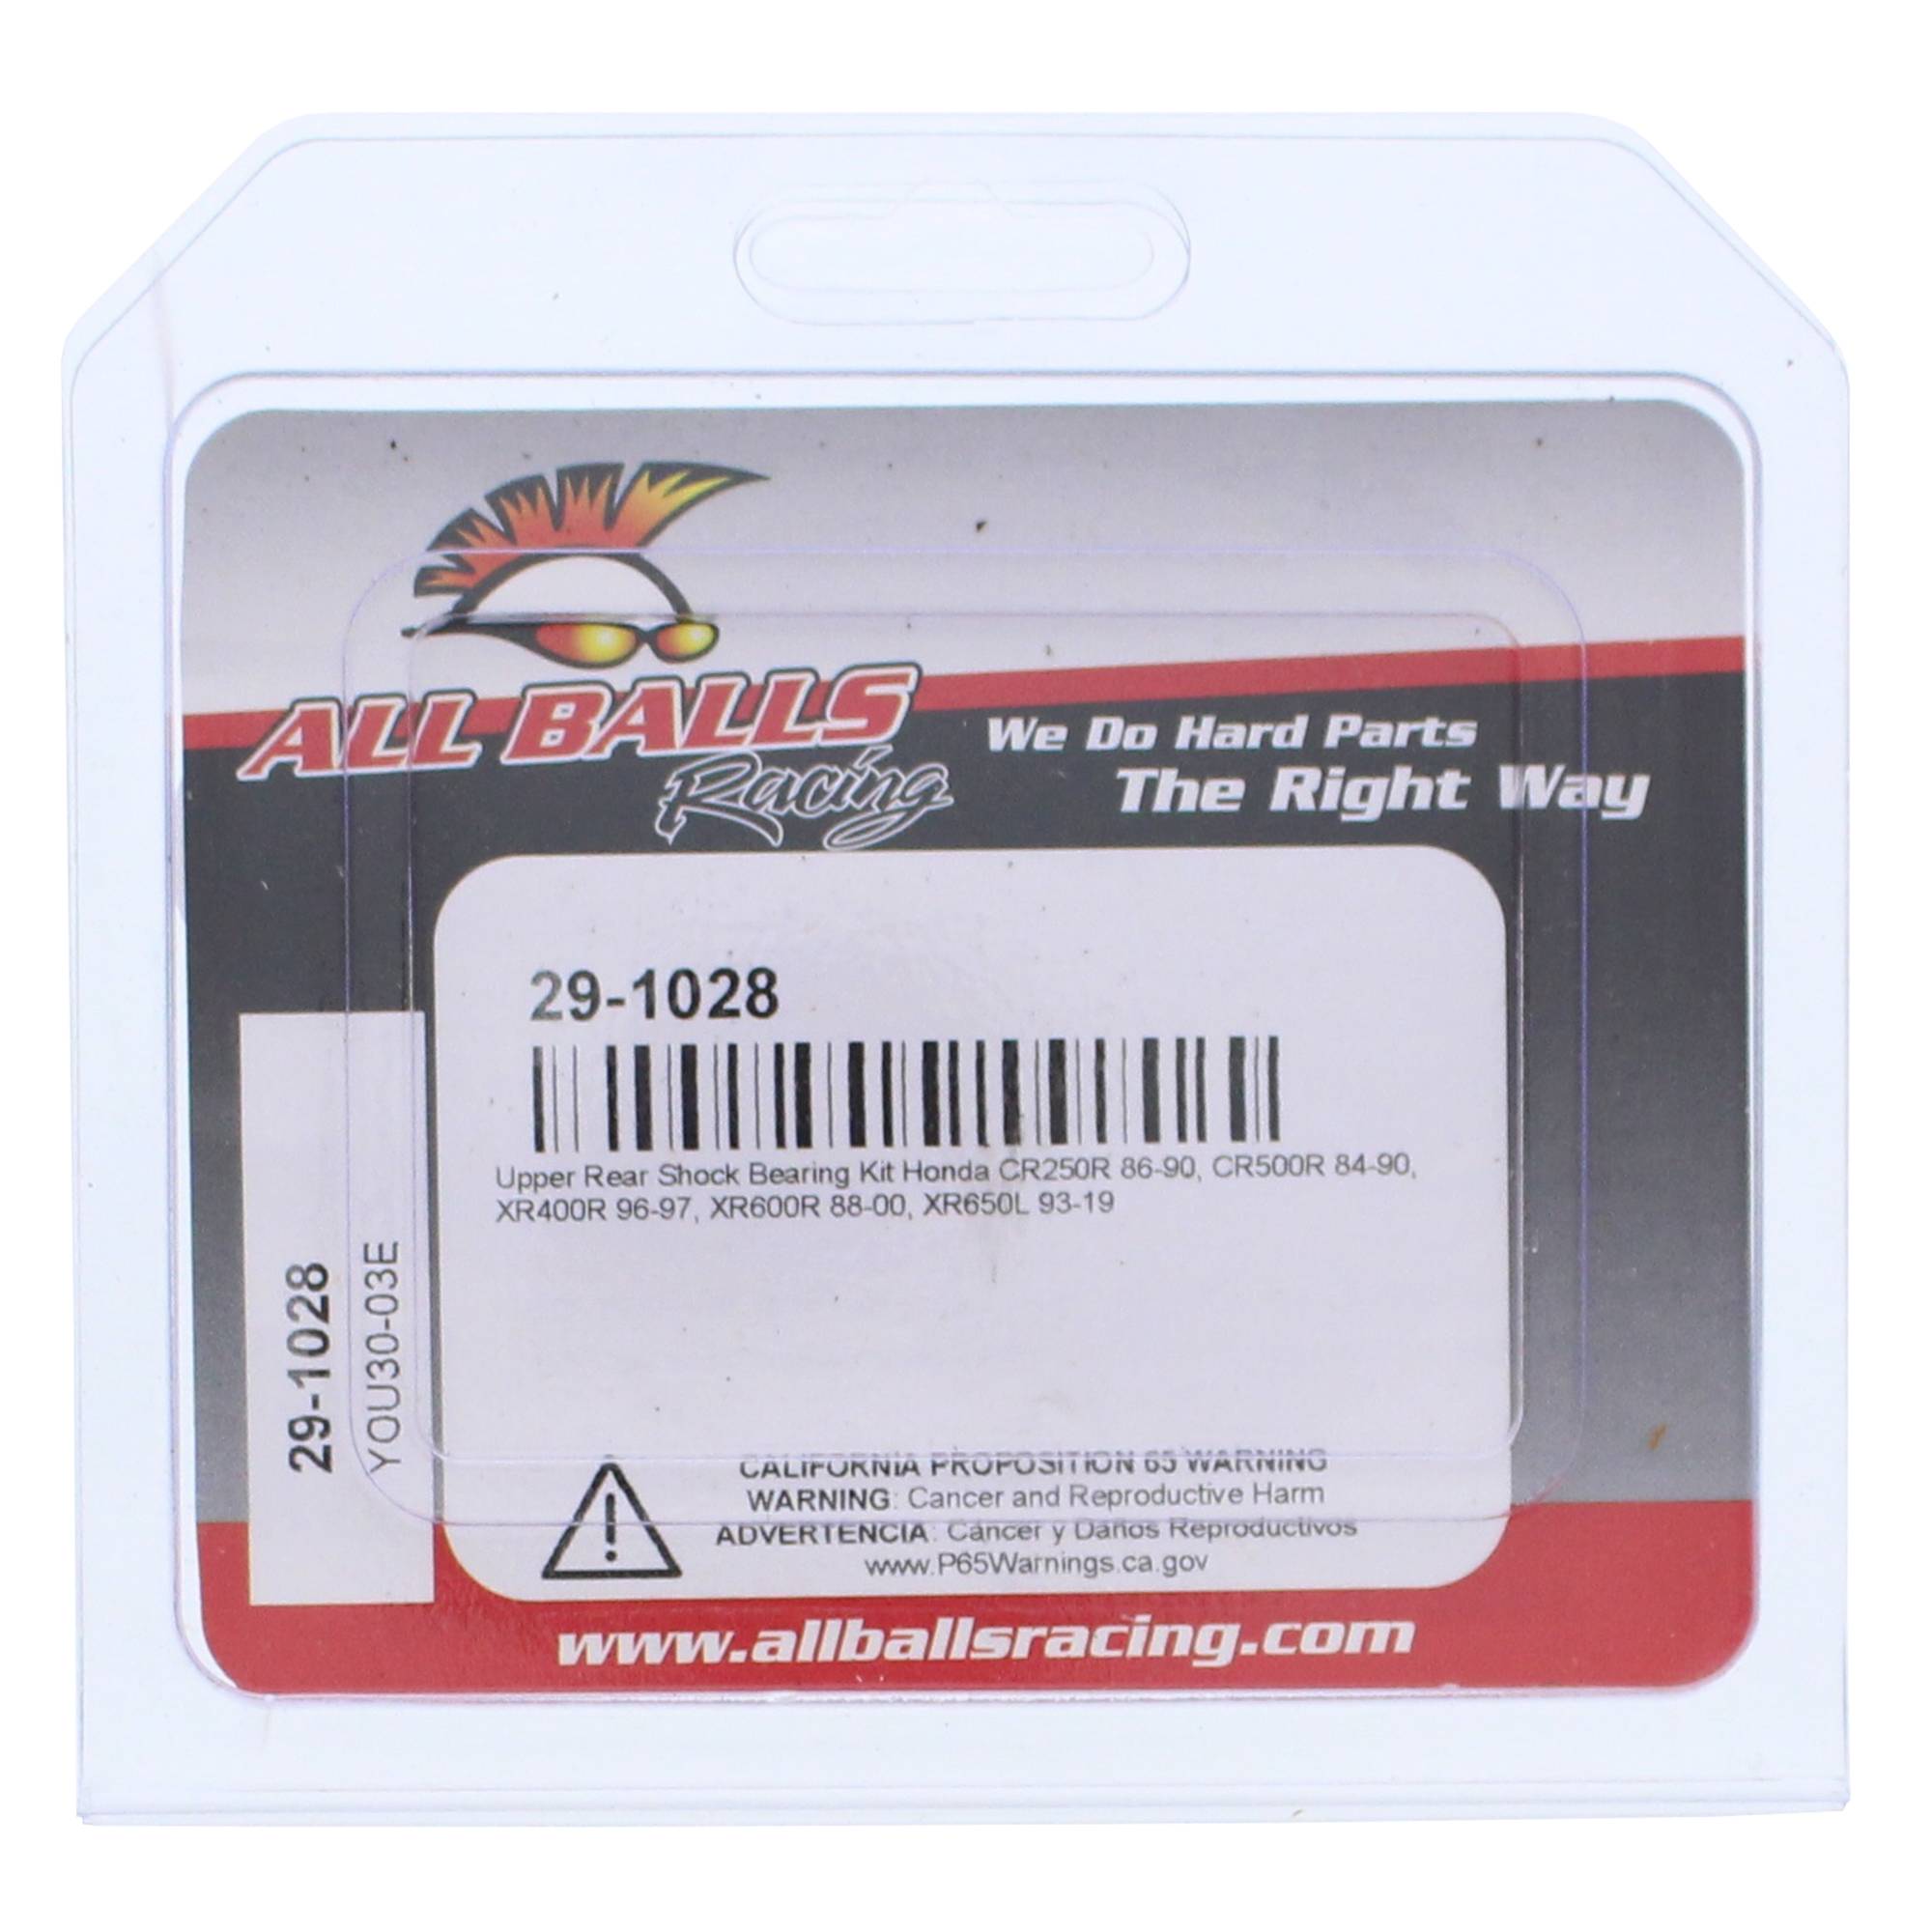 ALL BALLS
Racing
We Do Hard Parts
The Right Way
29-1028
Upper Rear Shock Bearing Kit Honda CR250R 86-90, CR500R 84-90,
XR400R 96-97, XR600R 88-00, XR650L 93-19
29-1028
YOU30-03E
CALIFORNIA PROPOSITION 65 WARNING
WARNING: Cancer and Reproductive Harm
ADVERTENCIA: Cáncer y Daños Reproductivos
www.P65Warnings.ca.gov
www.allballsracing.com